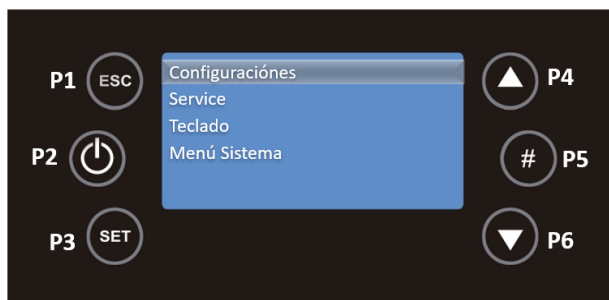 P1 ESC
Configuraciónes
P4
Service
Teclado
P2
# P5
Menú Sistema
P3 SET
P6